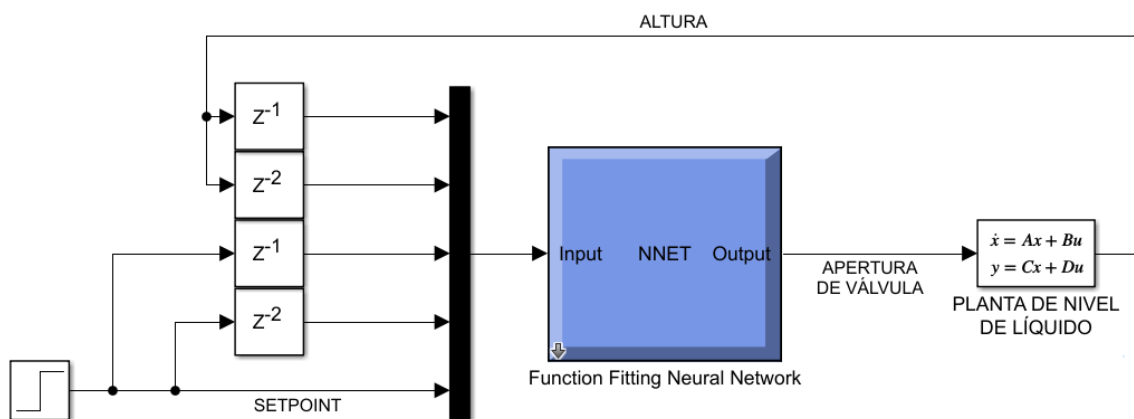 ALTURA
Z-1
Z-2
Z-1
Z-2
SETPOINT
Input NNET Output
Function Fitting Neural Network
APERTURA
DE VÁLVULA
ẋ = Ax + Bu
y = Cx + Du
PLANTA DE NIVEL
DE LÍQUIDO